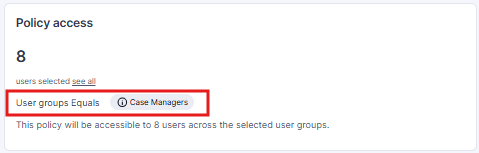 Policy access
8
users selected see all
User groups Equals Case Managers
This policy will be accessible to 8 users across the selected user groups.